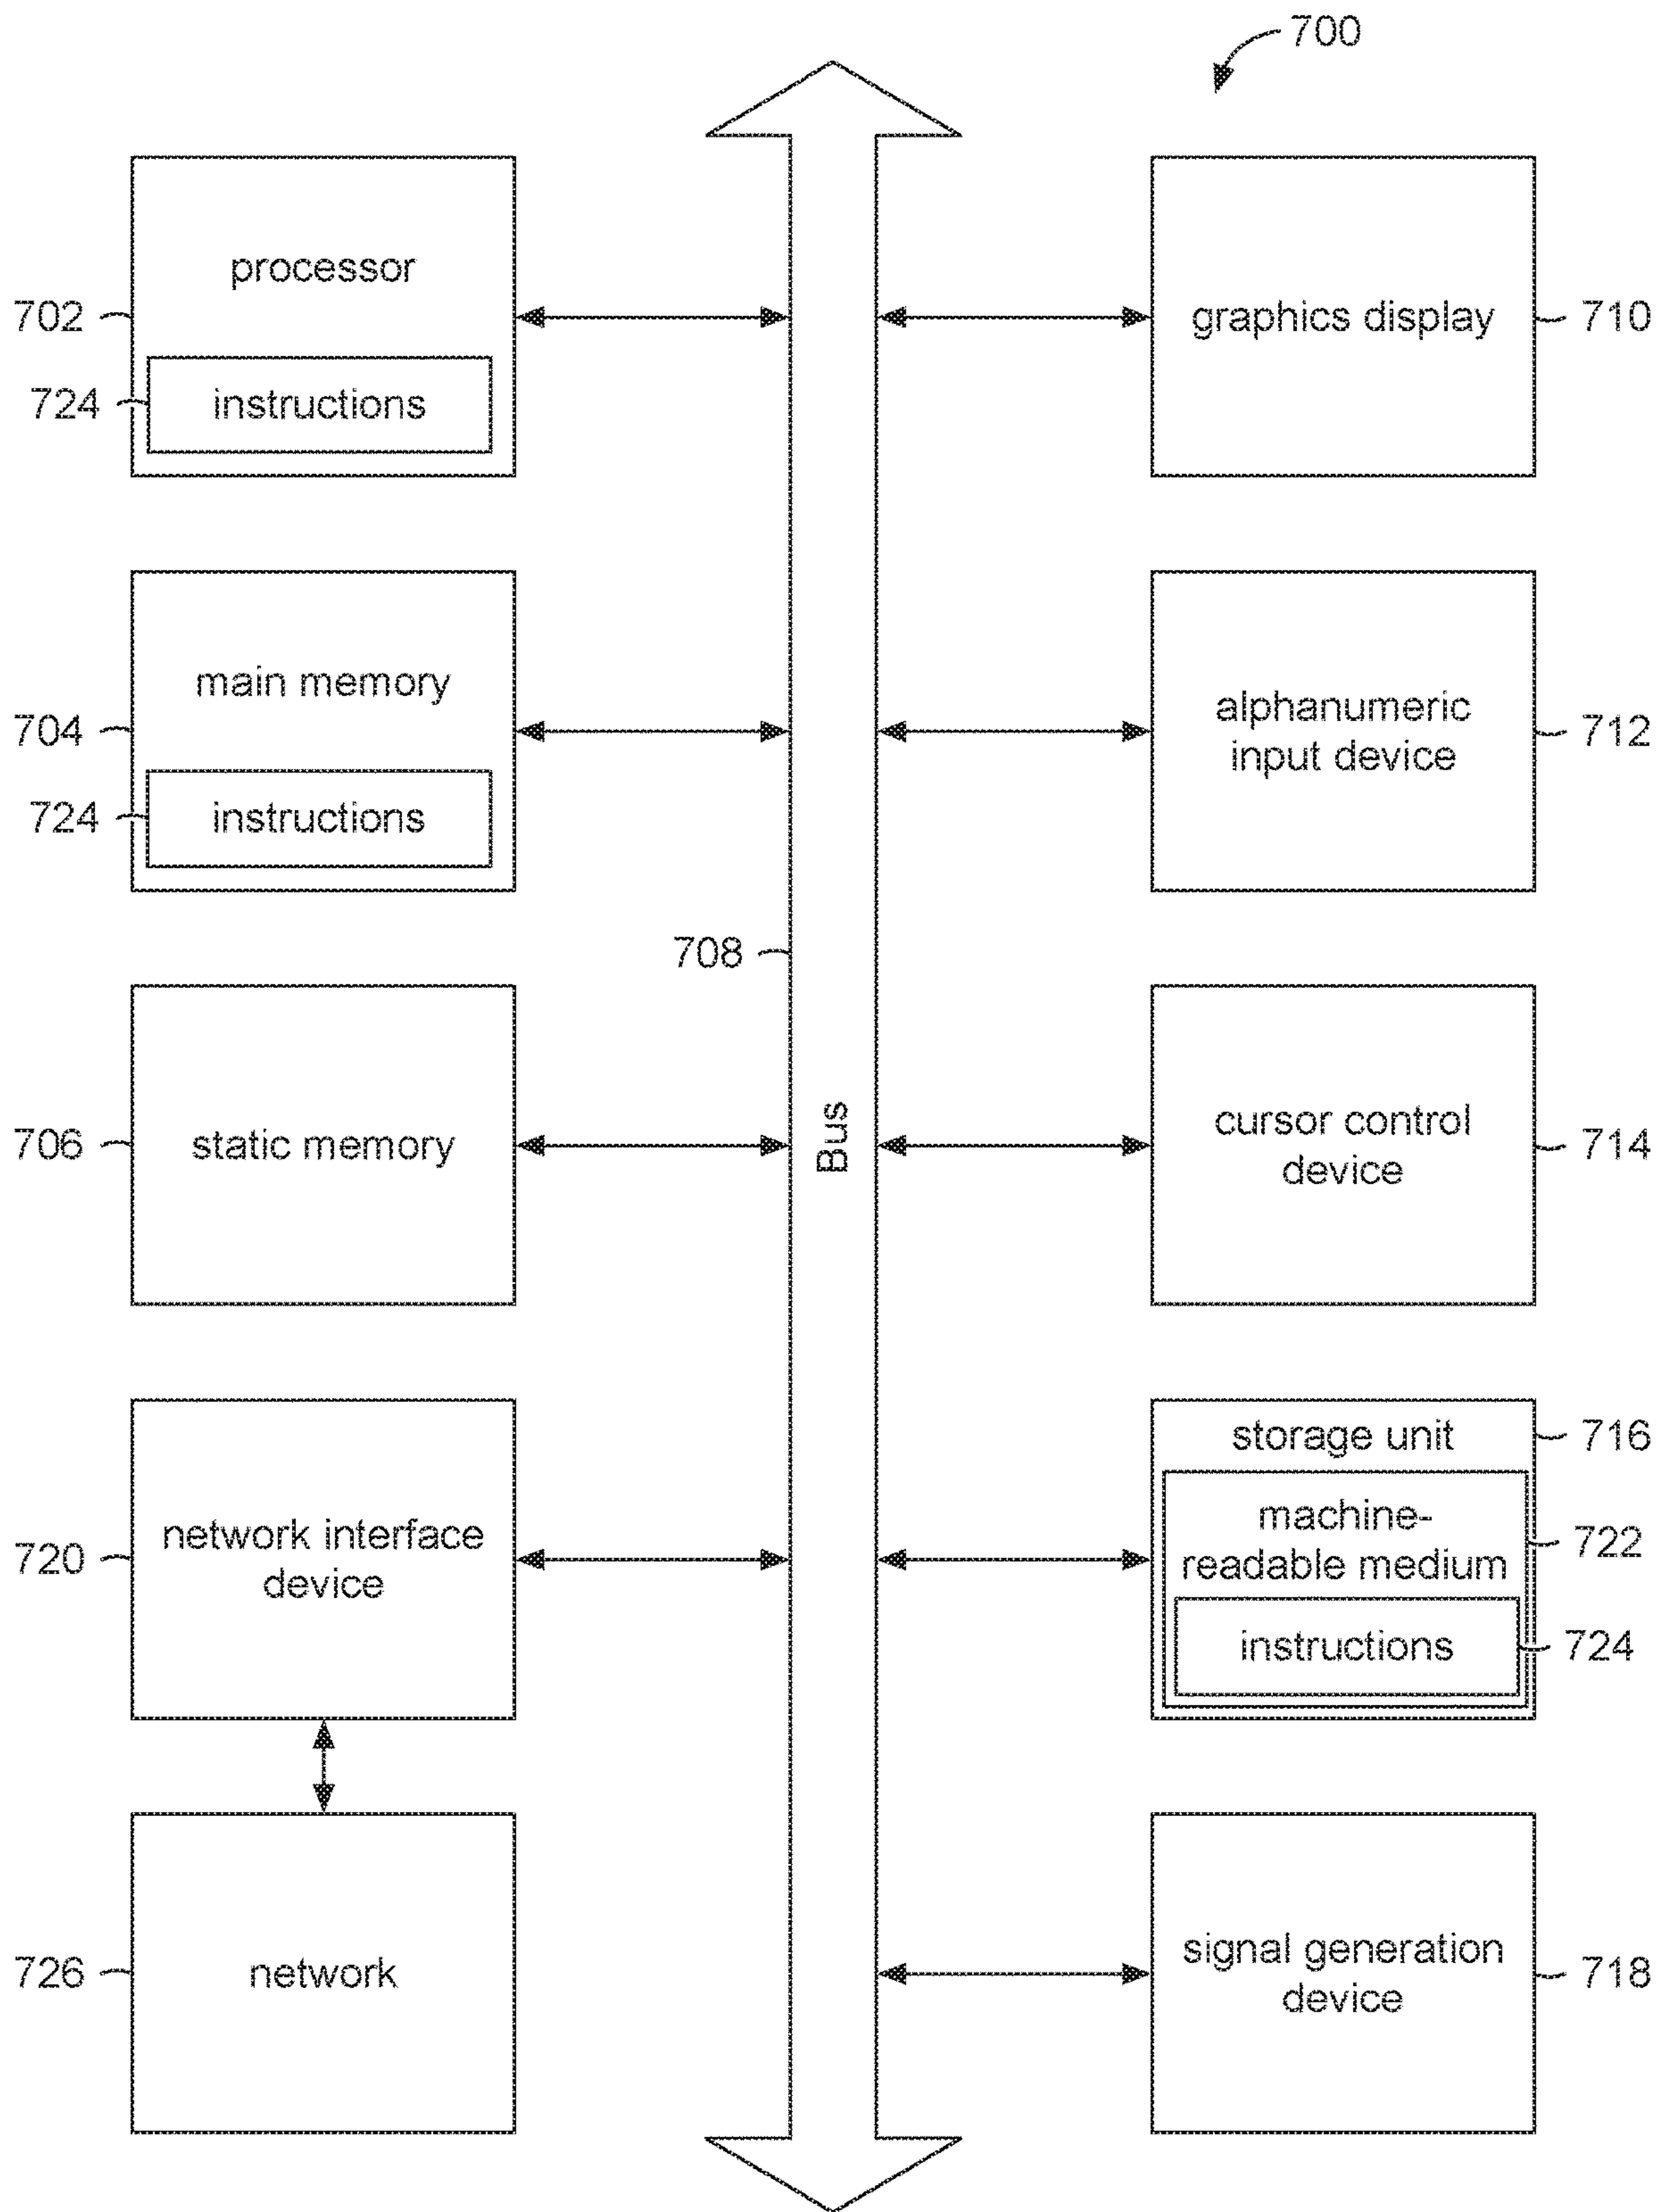 700
processor
702
724
instructions
graphics display
710
main memory
704
724
instructions
alphanumeric
input device
712
708
Bus
706
static memory
cursor control
device
714
720
network interface
device
storage unit
716
machine-
readable medium
722
instructions
724
726
network
signal generation
device
718